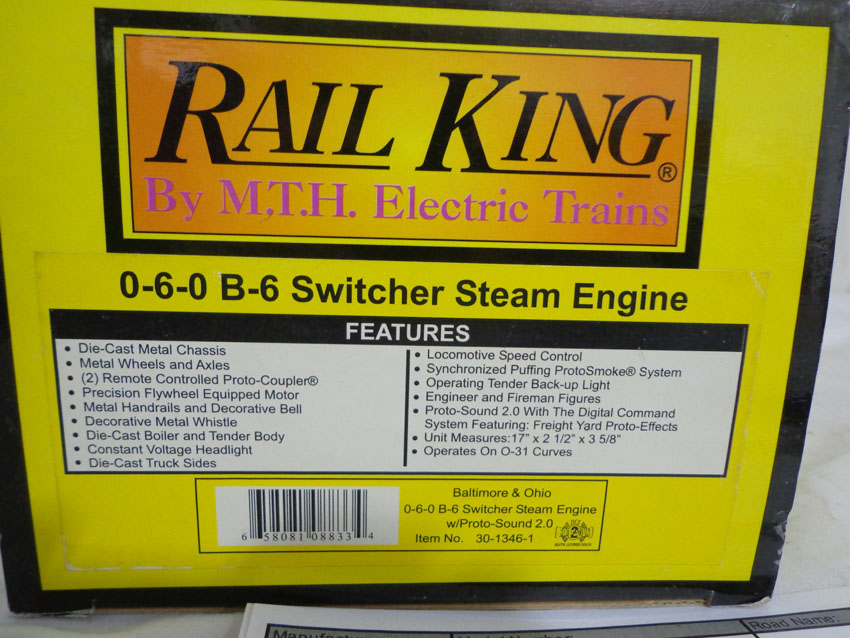 RAIL KING®
By M.T.H. Electric Trains
0-6-0 B-6 Switcher Steam Engine
FEATURES
• Die-Cast Metal Chassis
• Metal Wheels and Axles
• (2) Remote Controlled Proto-Coupler®
• Precision Flywheel Equipped Motor
• Metal Handrails and Decorative Bell
• Decorative Metal Whistle
• Die-Cast Boiler and Tender Body
• Constant Voltage Headlight
• Die-Cast Truck Sides
• Locomotive Speed Control
• Synchronized Puffing ProtoSmoke® System
• Operating Tender Back-up Light
• Engineer and Fireman Figures
• Proto-Sound 2.0 With The Digital Command
System Featuring: Freight Yard Proto-Effects
• Unit Measures:17” x 2 1/2” x 3 5/8”
• Operates On O-31 Curves
6 58081 08833 4
Baltimore & Ohio
0-6-0 B-6 Switcher Steam Engine
w/Proto-Sound 2.0
Item No. 30-1346-1
Road Name: